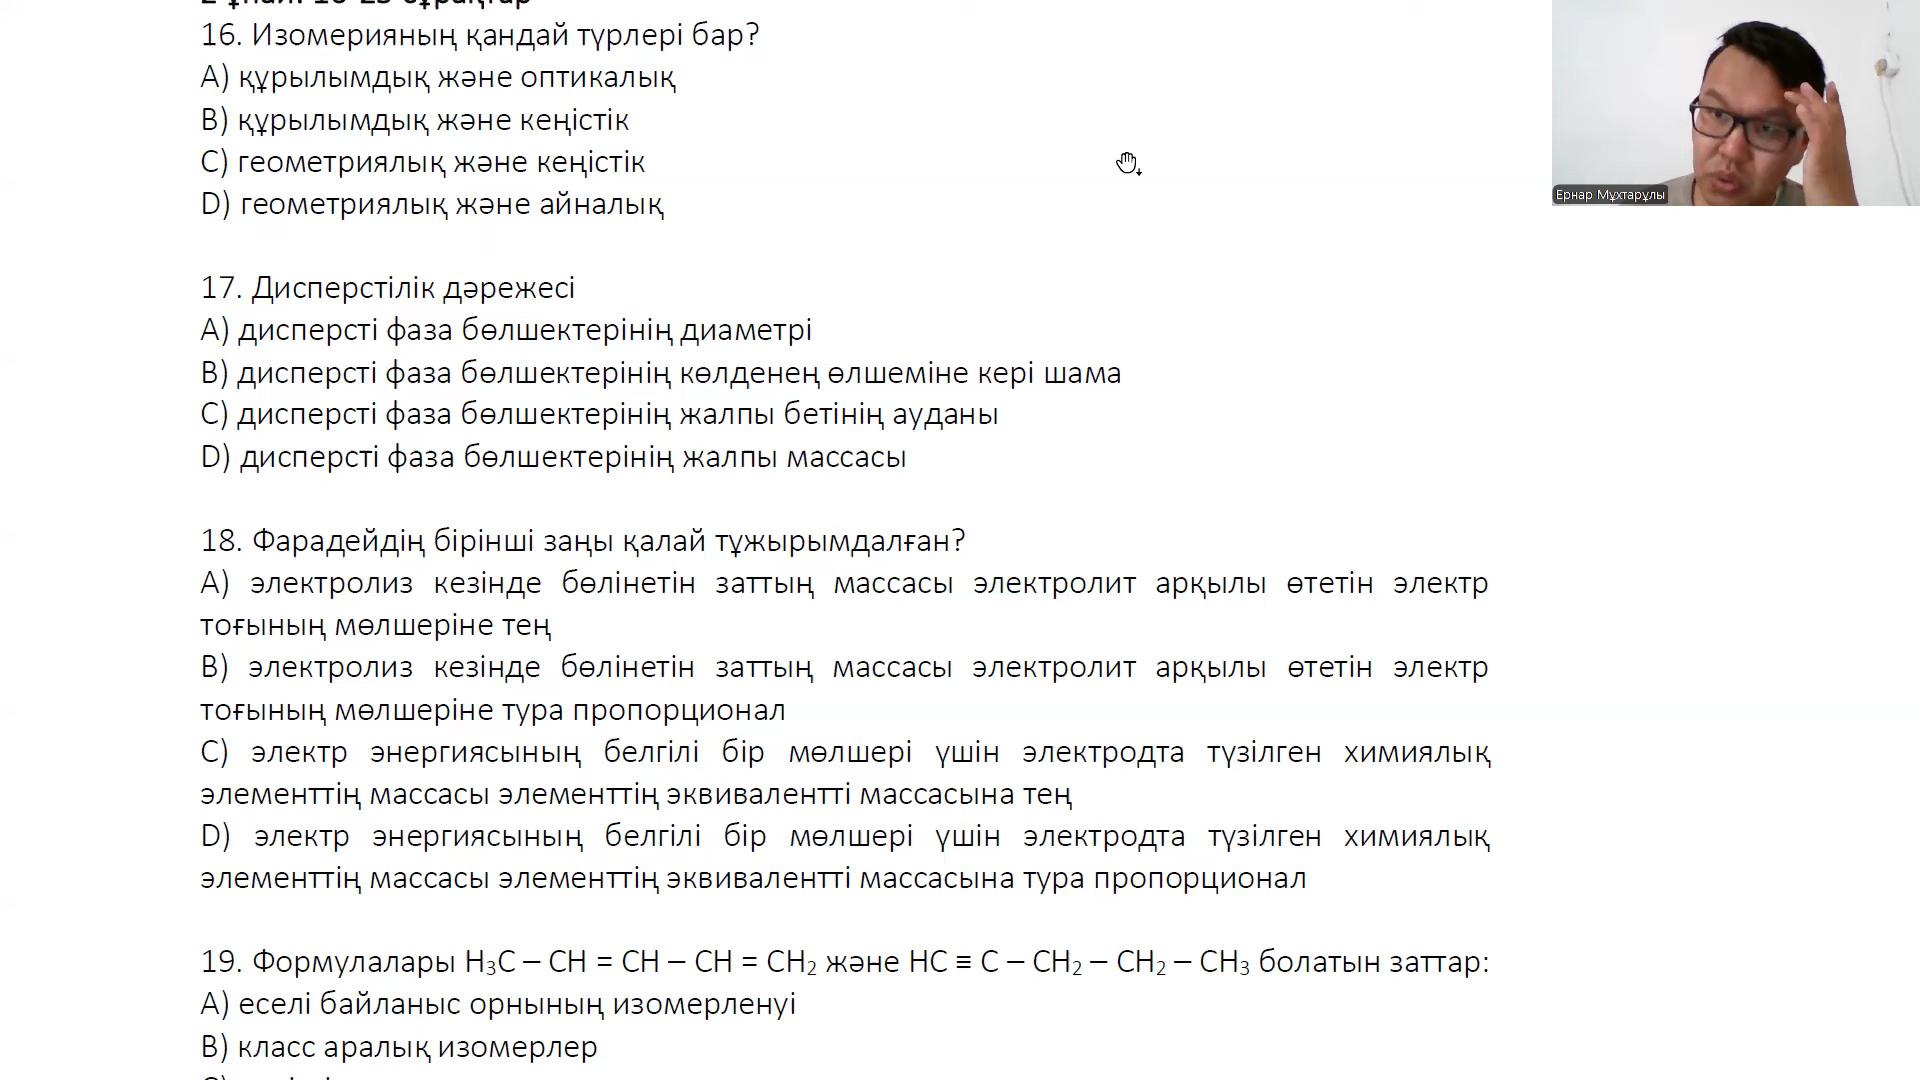 16. Изомерияның қандай түрлері бар?
A) құрылымдық және оптикалық
B) құрылымдық және кеңістік
C) геометриялық және кеңістік
D) геометриялық және айналық
Ернар Мұхтарұлы
17. Дисперстілік дәрежесі
A) дисперсті фаза бөлшектерінің диаметрі
B) дисперсті фаза бөлшектерінің көлденең өлшеміне кері шама
C) дисперсті фаза бөлшектерінің жалпы бетінің ауданы
D) дисперсті фаза бөлшектерінің жалпы массасы
18. Фарадейдің бірінші заңы қалай тұжырымдалған?
A) электролиз кезінде бөлінетін заттың массасы электролит арқылы өтетін электр
тоғының мөлшеріне тең
B) электролиз кезінде бөлінетін заттың массасы электролит арқылы өтетін электр
тоғының мөлшеріне тура пропорционал
C) электр энергиясының белгілі бір мөлшері үшін электродта түзілген химиялық
элементтің массасы элементтің эквивалентті массасына тең
D) электр энергиясының белгілі бір мөлшері үшін электродта түзілген химиялық
элементтің массасы элементтің эквивалентті массасына тура пропорционал
19. Формулалары H₃C – CH = CH – CH = CH₂ және HC ≡ C – CH₂ – CH₂ – CH₃ болатын заттар:
A) еселі байланыс орнының изомерленуі
B) класс аралық изомерлер